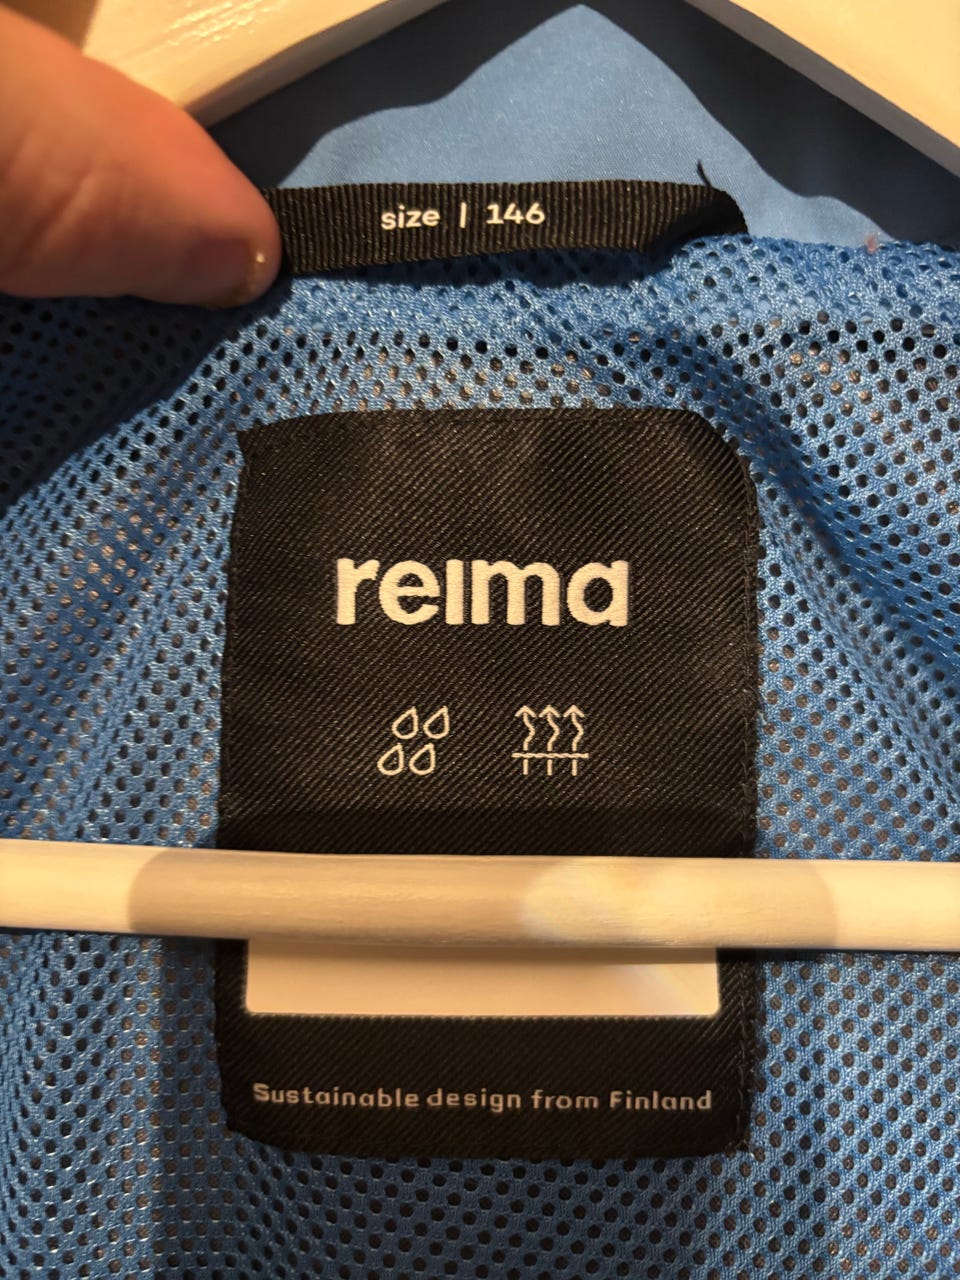 size | 146
reima
Sustainable design from Finland